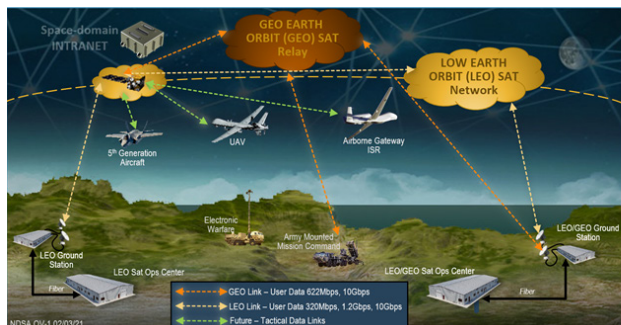 Space-domain
INTRANET
GEO EARTH
ORBIT (GEO) SAT
Relay
LOW EARTH
ORBIT (LEO) SAT
Network
5th Generation
Aircraft
UAV
Airborne Gateway
ISR
Electronic
Warfare
Army Mounted
Mission Command
LEO Ground
Station
LEO/GEO Ground
Station
LEO Sat Ops Center
LEO/GEO Sat Ops Center
Fiber
Fiber
GEO Link – User Data 822Mbps, 10Gbps
LEO Link – User Data 320Mbps, 1.2Gbps, 10Gbps
Future – Tactical Data Links
NDSA OV-1 02/03/21